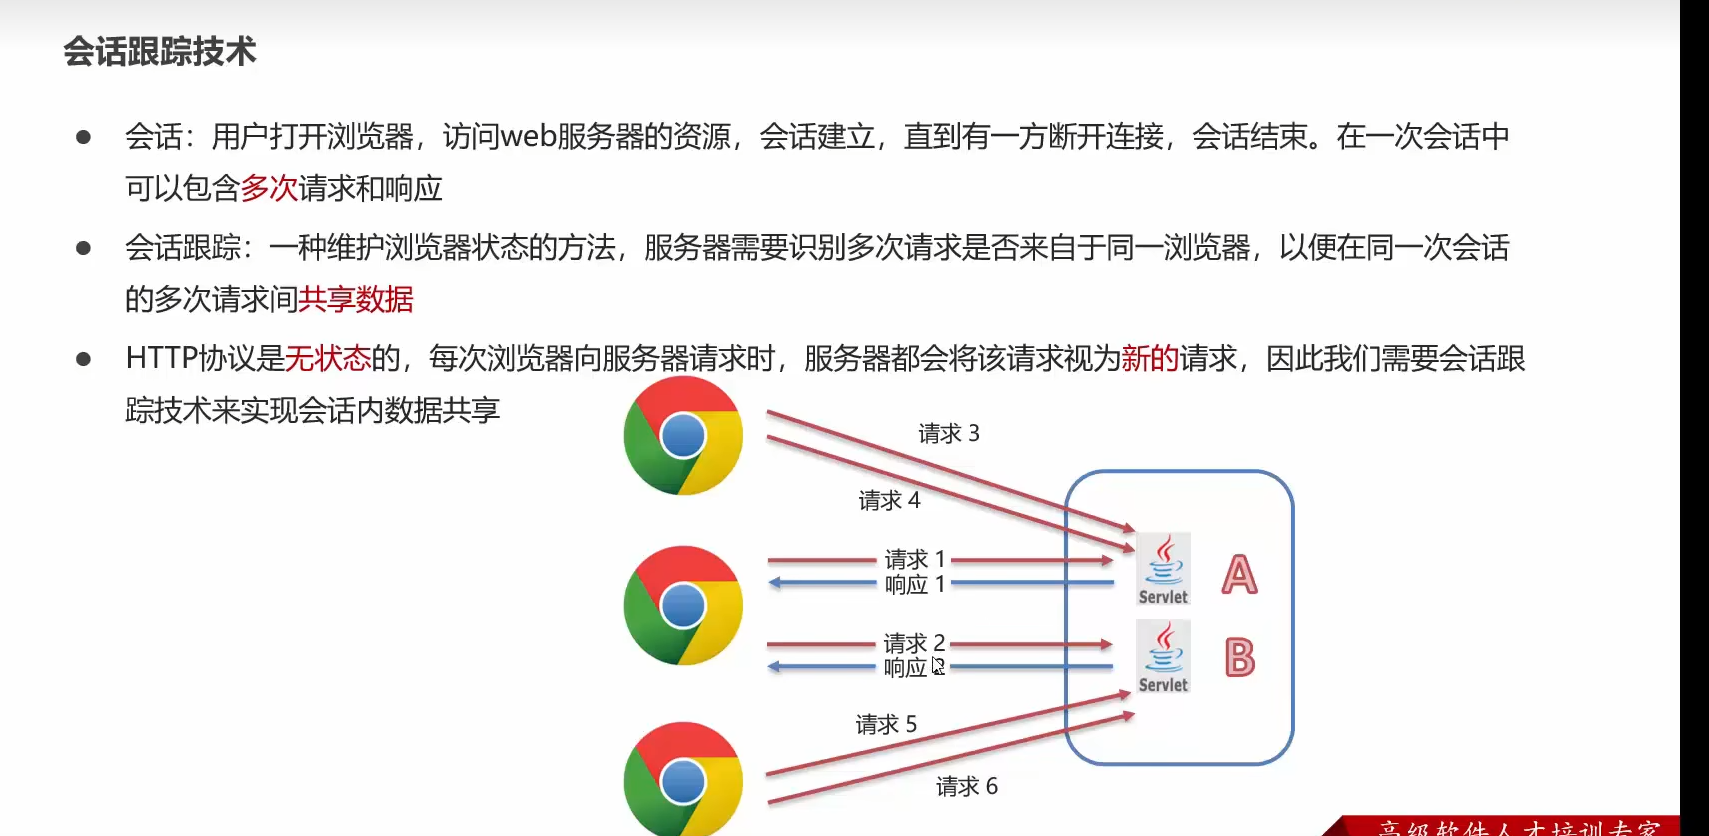 会话跟踪技术
● 会话：用户打开浏览器，访问web服务器的资源，会话建立，直到有一方断开连接，会话结束。在一次会话中
可以包含多次请求和响应
● 会话跟踪：一种维护浏览器状态的方法，服务器需要识别多次请求是否来自于同一浏览器，以便在同一次会话
的多次请求间共享数据
● HTTP协议是无状态的，每次浏览器向服务器请求时，服务器都会将该请求视为新的请求，因此我们需要会话跟
踪技术来实现会话内数据共享
请求 3
请求 4
请求 1
响应 1
Servlet
A
请求 2
响应 2
Servlet
B
请求 5
请求 6
高级软件人才培训专家